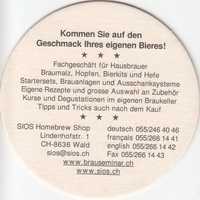 Kommen Sie auf den
Geschmack Ihres eigenen Bieres!
★ ★ ★
Fachgeschäft für Hausbrauer
Braumalz, Hopfen, Bierkits und Hefe
Startersets, Brauanlagen und Ausschanksysteme
Eigene Rezepte und grosse Auswahl an Zubehör
Kurse und Degustationen im eigenen Braukeller
Tipps und Tricks auch nach dem Kauf
★ ★ ★
SIOS Homebrew Shop deutsch 055/246 40 46
Lindenhofstr. 1 français 055/266 14 41
CH-8636 Wald english 055/266 14 42
sios@sios.ch Fax 055/266 14 43
www.brauseminar.ch
www.sios.ch